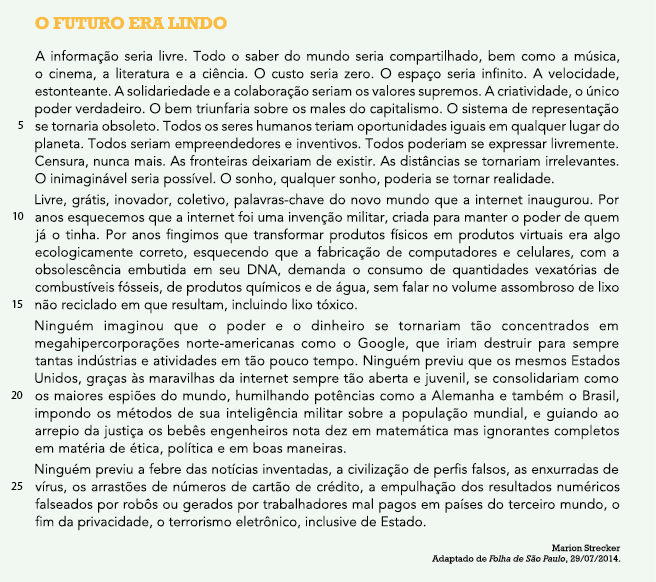 O FUTURO ERA LINDO
A informação seria livre. Todo o saber do mundo seria compartilhado, bem como a música,
o cinema, a literatura e a ciência. O custo seria zero. O espaço seria infinito. A velocidade,
estonteante. A solidariedade e a colaboração seriam os valores supremos. A criatividade, o único
poder verdadeiro. O bem triunfaria sobre os males do capitalismo. O sistema de representação
5 se tornaria obsoleto. Todos os seres humanos teriam oportunidades iguais em qualquer lugar do
planeta. Todos seriam empreendedores e inventivos. Todos poderiam se expressar livremente.
Censura, nunca mais. As fronteiras deixariam de existir. As distâncias se tornariam irrelevantes.
O inimaginável seria possível. O sonho, qualquer sonho, poderia se tornar realidade.
Livre, grátis, inovador, coletivo, palavras-chave do novo mundo que a internet inaugurou. Por
10 anos esquecemos que a internet foi uma invenção militar, criada para manter o poder de quem
já o tinha. Por anos fingimos que transformar produtos físicos em produtos virtuais era algo
ecologicamente correto, esquecendo que a fabricação de computadores e celulares, com a
obsolescência embutida em seu DNA, demanda o consumo de quantidades vexatórias de
combustíveis fósseis, de produtos químicos e de água, sem falar no volume assombroso de lixo
15 não reciclado em que resultam, incluindo lixo tóxico.
Ninguém imaginou que o poder e o dinheiro se tornariam tão concentrados em
megahipercorporações norte-americanas como o Google, que iriam destruir para sempre
tantas indústrias e atividades em tão pouco tempo. Ninguém previu que os mesmos Estados
Unidos, graças às maravilhas da internet sempre tão aberta e juvenil, se consolidariam como
20 os maiores espiões do mundo, humilhando potências como a Alemanha e também o Brasil,
impondo os métodos de sua inteligência militar sobre a população mundial, e guiando ao
arrepio da justiça os bebês engenheiros nota dez em matemática mas ignorantes completos
em matéria de ética, política e em boas maneiras.
Ninguém previu a febre das notícias inventadas, a civilização de perfis falsos, as enxurradas de
25 vírus, os arrastões de números de cartão de crédito, a empulhação dos resultados numéricos
falseados por robôs ou gerados por trabalhadores mal pagos em países do terceiro mundo, o
fim da privacidade, o terrorismo eletrônico, inclusive de Estado.
Marion Strecker
Adaptado de Folha de São Paulo, 29/07/2014.